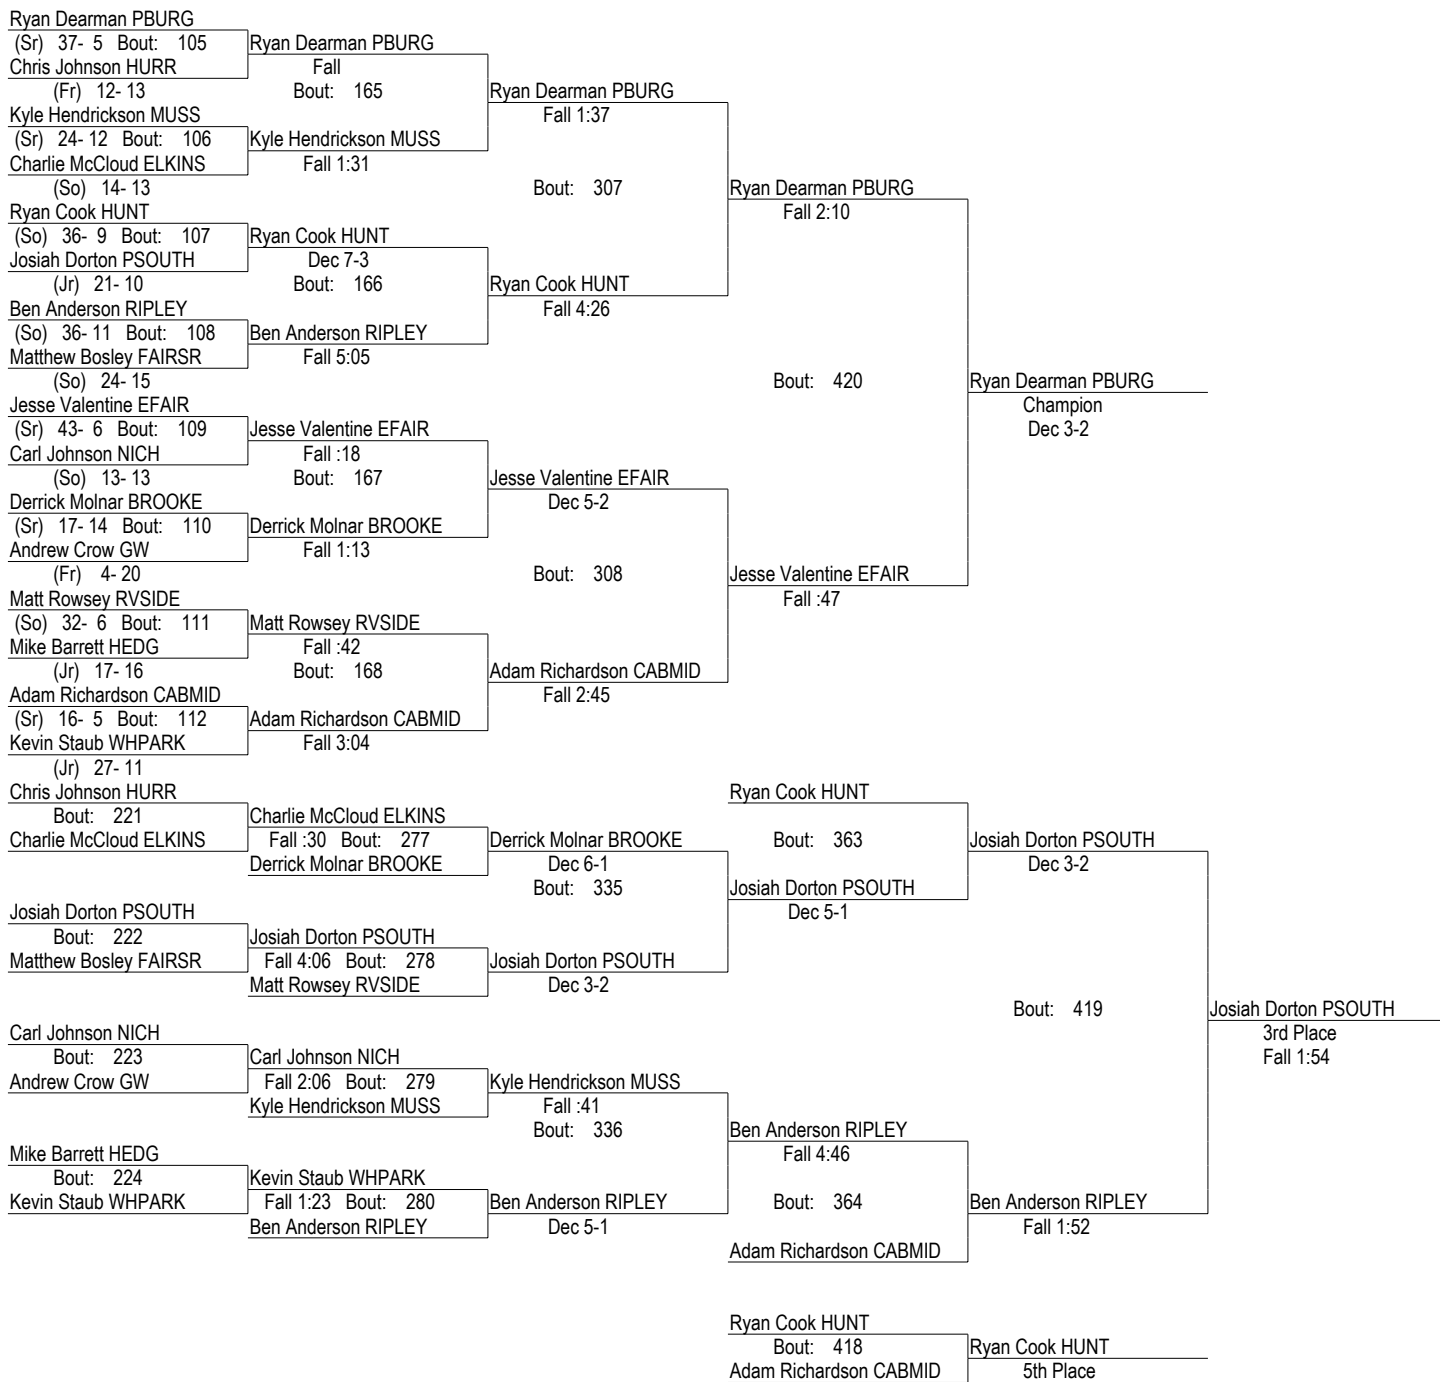 Ryan Dearman PBURG
(Sr) 37- 5 Bout: 105 Ryan Dearman PBURG
Chris Johnson HURR Fall
(Fr) 12- 13 Bout: 165 Ryan Dearman PBURG
Kyle Hendrickson MUSS Fall 1:37
(Sr) 24- 12 Bout: 106 Kyle Hendrickson MUSS
Charlie McCloud ELKINS Fall 1:31
(So) 14- 13 Bout: 307 Ryan Dearman PBURG
Ryan Cook HUNT Fall 2:10
(So) 36- 9 Bout: 107 Ryan Cook HUNT
Josiah Dorton PSOUTH Dec 7-3
(Jr) 21- 10 Bout: 166 Ryan Cook HUNT
Ben Anderson RIPLEY Fall 4:26
(So) 36- 11 Bout: 108 Ben Anderson RIPLEY
Matthew Bosley FAIRSR Fall 5:05
(So) 24- 15 Bout: 420 Ryan Dearman PBURG
Jesse Valentine EFAIR Champion
(Sr) 43- 6 Bout: 109 Jesse Valentine EFAIR Dec 3-2
Carl Johnson NICH Fall :18
(So) 13- 13 Bout: 167 Jesse Valentine EFAIR
Derrick Molnar BROOKE Dec 5-2
(Sr) 17- 14 Bout: 110 Derrick Molnar BROOKE
Andrew Crow GW Fall 1:13
(Fr) 4- 20 Bout: 308 Jesse Valentine EFAIR
Matt Rowsey RVSIDE Fall :47
(So) 32- 6 Bout: 111 Matt Rowsey RVSIDE
Mike Barrett HEDG Fall :42
(Jr) 17- 16 Bout: 168 Adam Richardson CABMID
Adam Richardson CABMID Fall 2:45
(Sr) 16- 5 Bout: 112 Adam Richardson CABMID
Kevin Staub WHPARK Fall 3:04
(Jr) 27- 11
Chris Johnson HURR Ryan Cook HUNT
Bout: 221 Charlie McCloud ELKINS
Charlie McCloud ELKINS Fall :30 Bout: 277 Derrick Molnar BROOKE Bout: 363 Josiah Dorton PSOUTH
Derrick Molnar BROOKE Dec 6-1 Dec 3-2
Bout: 335 Josiah Dorton PSOUTH
Josiah Dorton PSOUTH Dec 5-1
Bout: 222 Josiah Dorton PSOUTH
Matthew Bosley FAIRSR Fall 4:06 Bout: 278 Josiah Dorton PSOUTH
Matt Rowsey RVSIDE Dec 3-2
Bout: 419 Josiah Dorton PSOUTH
Carl Johnson NICH 3rd Place
Bout: 223 Carl Johnson NICH Fall 1:54
Andrew Crow GW Fall 2:06 Bout: 279 Kyle Hendrickson MUSS
Kyle Hendrickson MUSS Fall :41
Bout: 336 Ben Anderson RIPLEY
Mike Barrett HEDG Fall 4:46
Bout: 224 Kevin Staub WHPARK
Kevin Staub WHPARK Fall 1:23 Bout: 280 Ben Anderson RIPLEY Bout: 364 Ben Anderson RIPLEY
Ben Anderson RIPLEY Dec 5-1 Fall 1:52
Adam Richardson CABMID
Ryan Cook HUNT
Bout: 418 Ryan Cook HUNT
Adam Richardson CABMID 5th Place